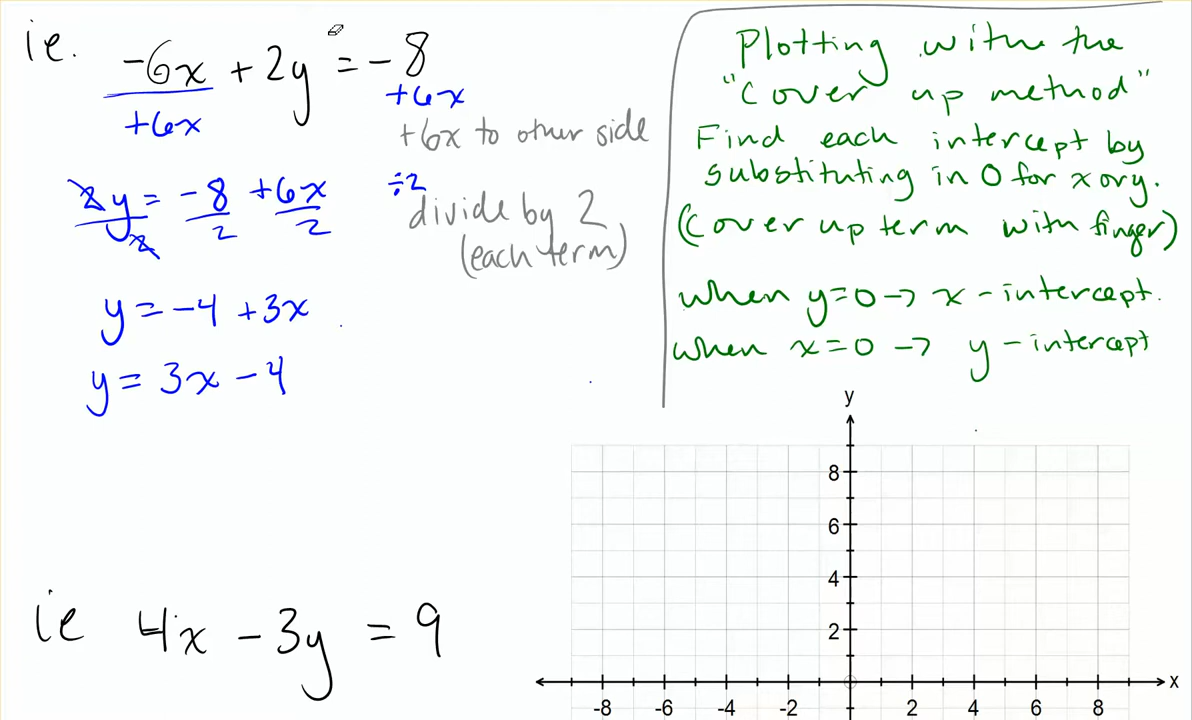 ie. -6x + 2y = -8
+6x +6x
+6x to other side
2y = -8 +6x ÷2
2 2 2 divide by 2
(each term)
y = -4 +3x
y = 3x - 4
Plotting with the
"Cover up method"
Find each intercept by
substituting in 0 for x or y.
(Cover up term with finger)
when y=0 → x-intercept.
when x=0 → y-intercept
y
8
6
4
2
x
-8 -6 -4 -2 2 4 6 8
ie 4x - 3y = 9